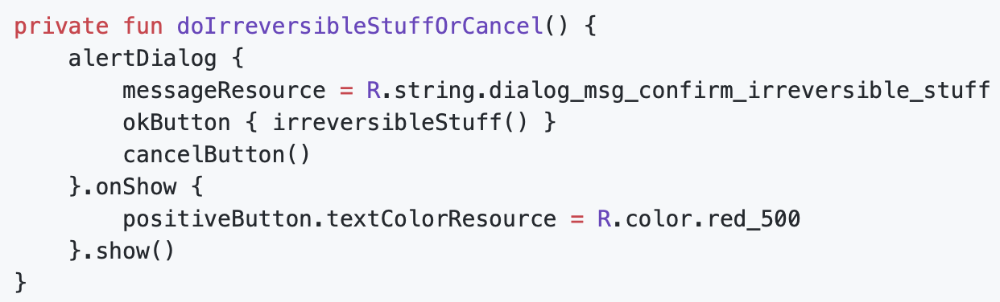 private fun doIrreversibleStuffOrCancel() {
    alertDialog {
        messageResource = R.string.dialog_msg_confirm_irreversible_stuff
        okButton { irreversibleStuff() }
        cancelButton()
    }.onShow {
        positiveButton.textColorResource = R.color.red_500
    }.show()
}